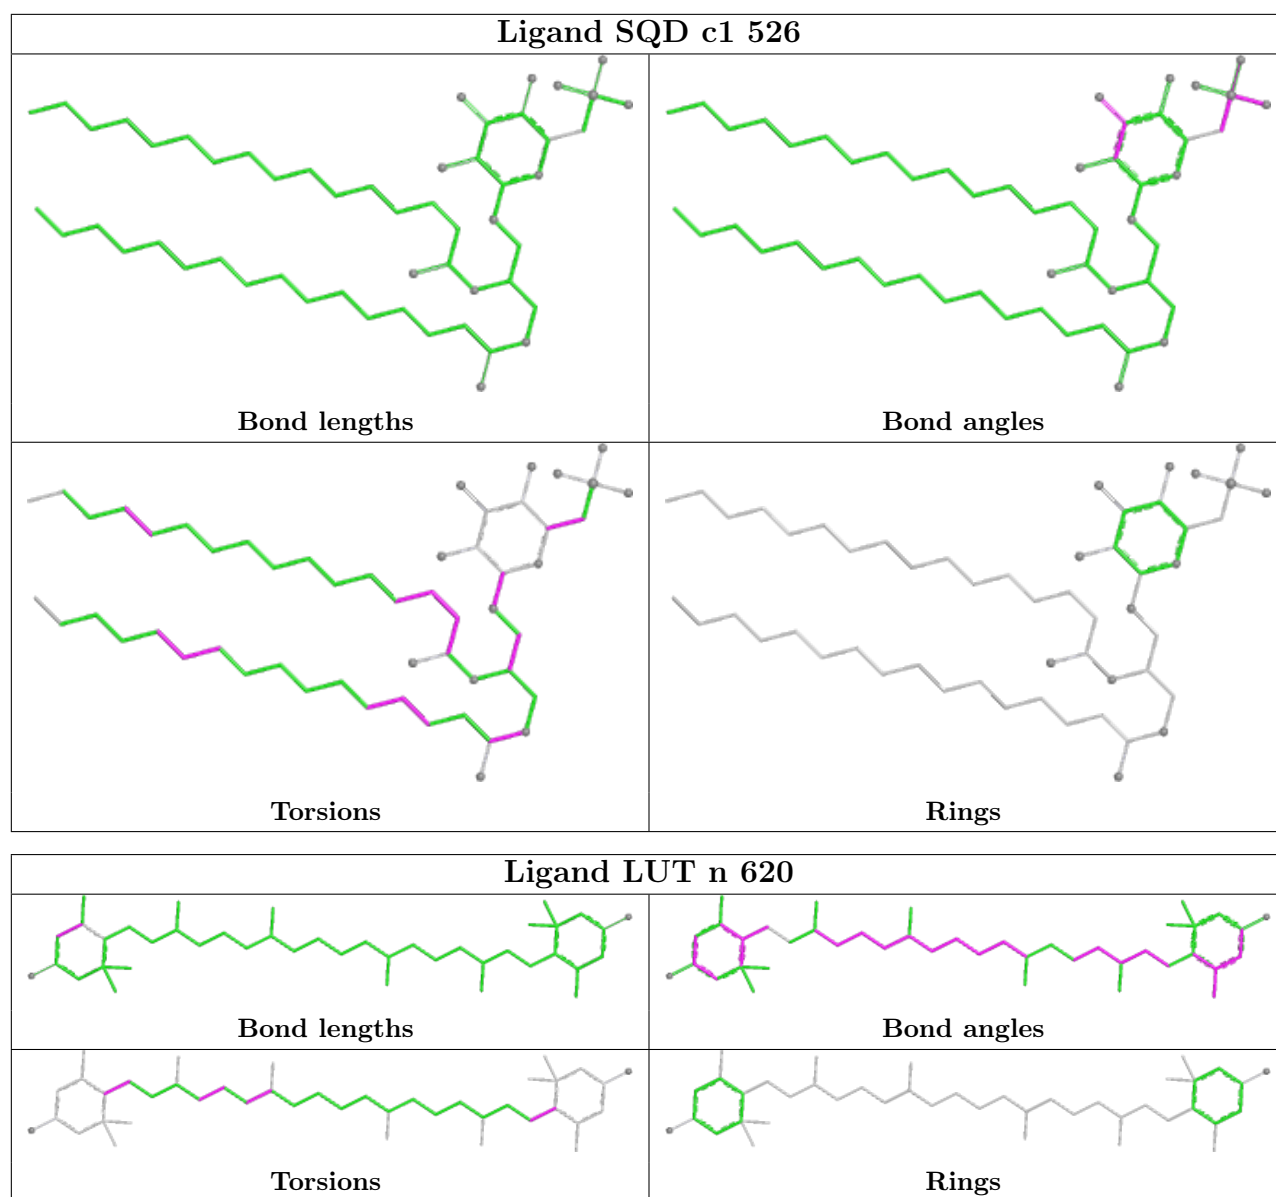 Ligand SQD c1 526
Bond lengths
Bond angles
Torsions
Rings
Ligand LUT n 620
Bond lengths
Bond angles
Torsions
Rings